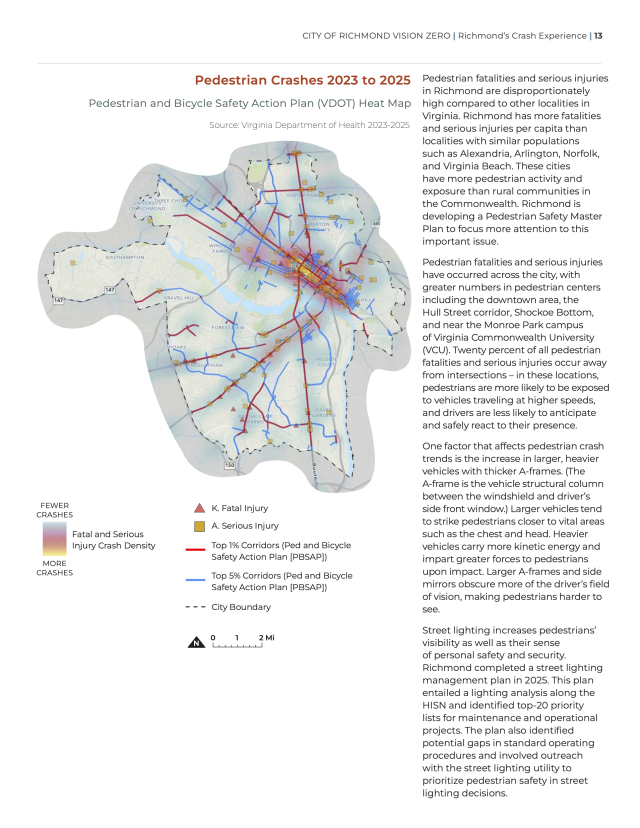 CITY OF RICHMOND VISION ZERO | Richmond's Crash Experience | 13
Pedestrian Crashes 2023 to 2025
Pedestrian and Bicycle Safety Action Plan (VDOT) Heat Map
Source: Virginia Department of Health 2023-2025
SOUTHAMPTON
147
147
GRAVEL HILL
150
FEWER
CRASHES
Fatal and Serious
Injury Crash Density
MORE
CRASHES
K. Fatal Injury
A. Serious Injury
Top 1% Corridors (Ped and Bicycle
Safety Action Plan [PBSAP])
Top 5% Corridors (Ped and Bicycle
Safety Action Plan [PBSAP])
City Boundary
N
0 1 2 Mi
Pedestrian fatalities and serious injuries
in Richmond are disproportionately
high compared to other localities in
Virginia. Richmond has more fatalities
and serious injuries per capita than
localities with similar populations
such as Alexandria, Arlington, Norfolk,
and Virginia Beach. These cities
have more pedestrian activity and
exposure than rural communities in
the Commonwealth. Richmond is
developing a Pedestrian Safety Master
Plan to focus more attention to this
important issue.
Pedestrian fatalities and serious injuries
have occurred across the city, with
greater numbers in pedestrian centers
including the downtown area, the
Hull Street corridor, Shockoe Bottom,
and near the Monroe Park campus
of Virginia Commonwealth University
(VCU). Twenty percent of all pedestrian
fatalities and serious injuries occur away
from intersections – in these locations,
pedestrians are more likely to be exposed
to vehicles traveling at higher speeds,
and drivers are less likely to anticipate
and safely react to their presence.
One factor that affects pedestrian crash
trends is the increase in larger, heavier
vehicles with thicker A-frames. (The
A-frame is the vehicle structural column
between the windshield and driver's
side front window.) Larger vehicles tend
to strike pedestrians closer to vital areas
such as the chest and head. Heavier
vehicles carry more kinetic energy and
impart greater forces to pedestrians
upon impact. Larger A-frames and side
mirrors obscure more of the driver's field
of vision, making pedestrians harder to
see.
Street lighting increases pedestrians'
visibility as well as their sense
of personal safety and security.
Richmond completed a street lighting
management plan in 2025. This plan
entailed a lighting analysis along the
HISN and identified top-20 priority
lists for maintenance and operational
projects. The plan also identified
potential gaps in standard operating
procedures and involved outreach
with the street lighting utility to
prioritize pedestrian safety in street
lighting decisions.